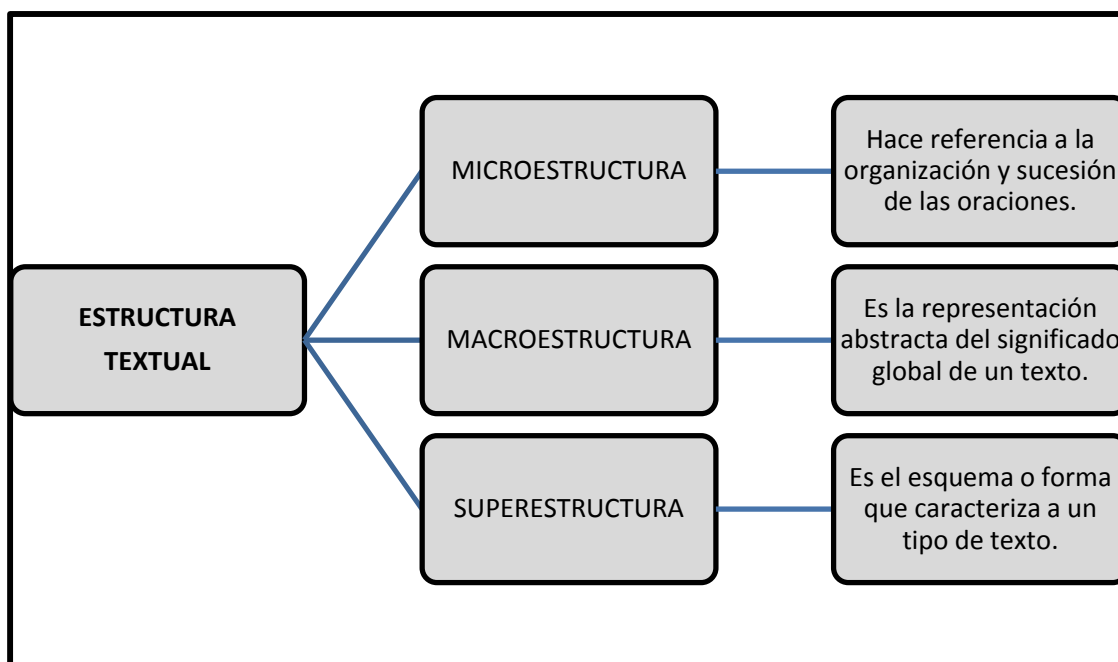 ESTRUCTURA
TEXTUAL
MICROESTRUCTURA
Hace referencia a la
organización y sucesión
de las oraciones.
MACROESTRUCTURA
Es la representación
abstracta del significado
global de un texto.
SUPERESTRUCTURA
Es el esquema o forma
que caracteriza a un
tipo de texto.